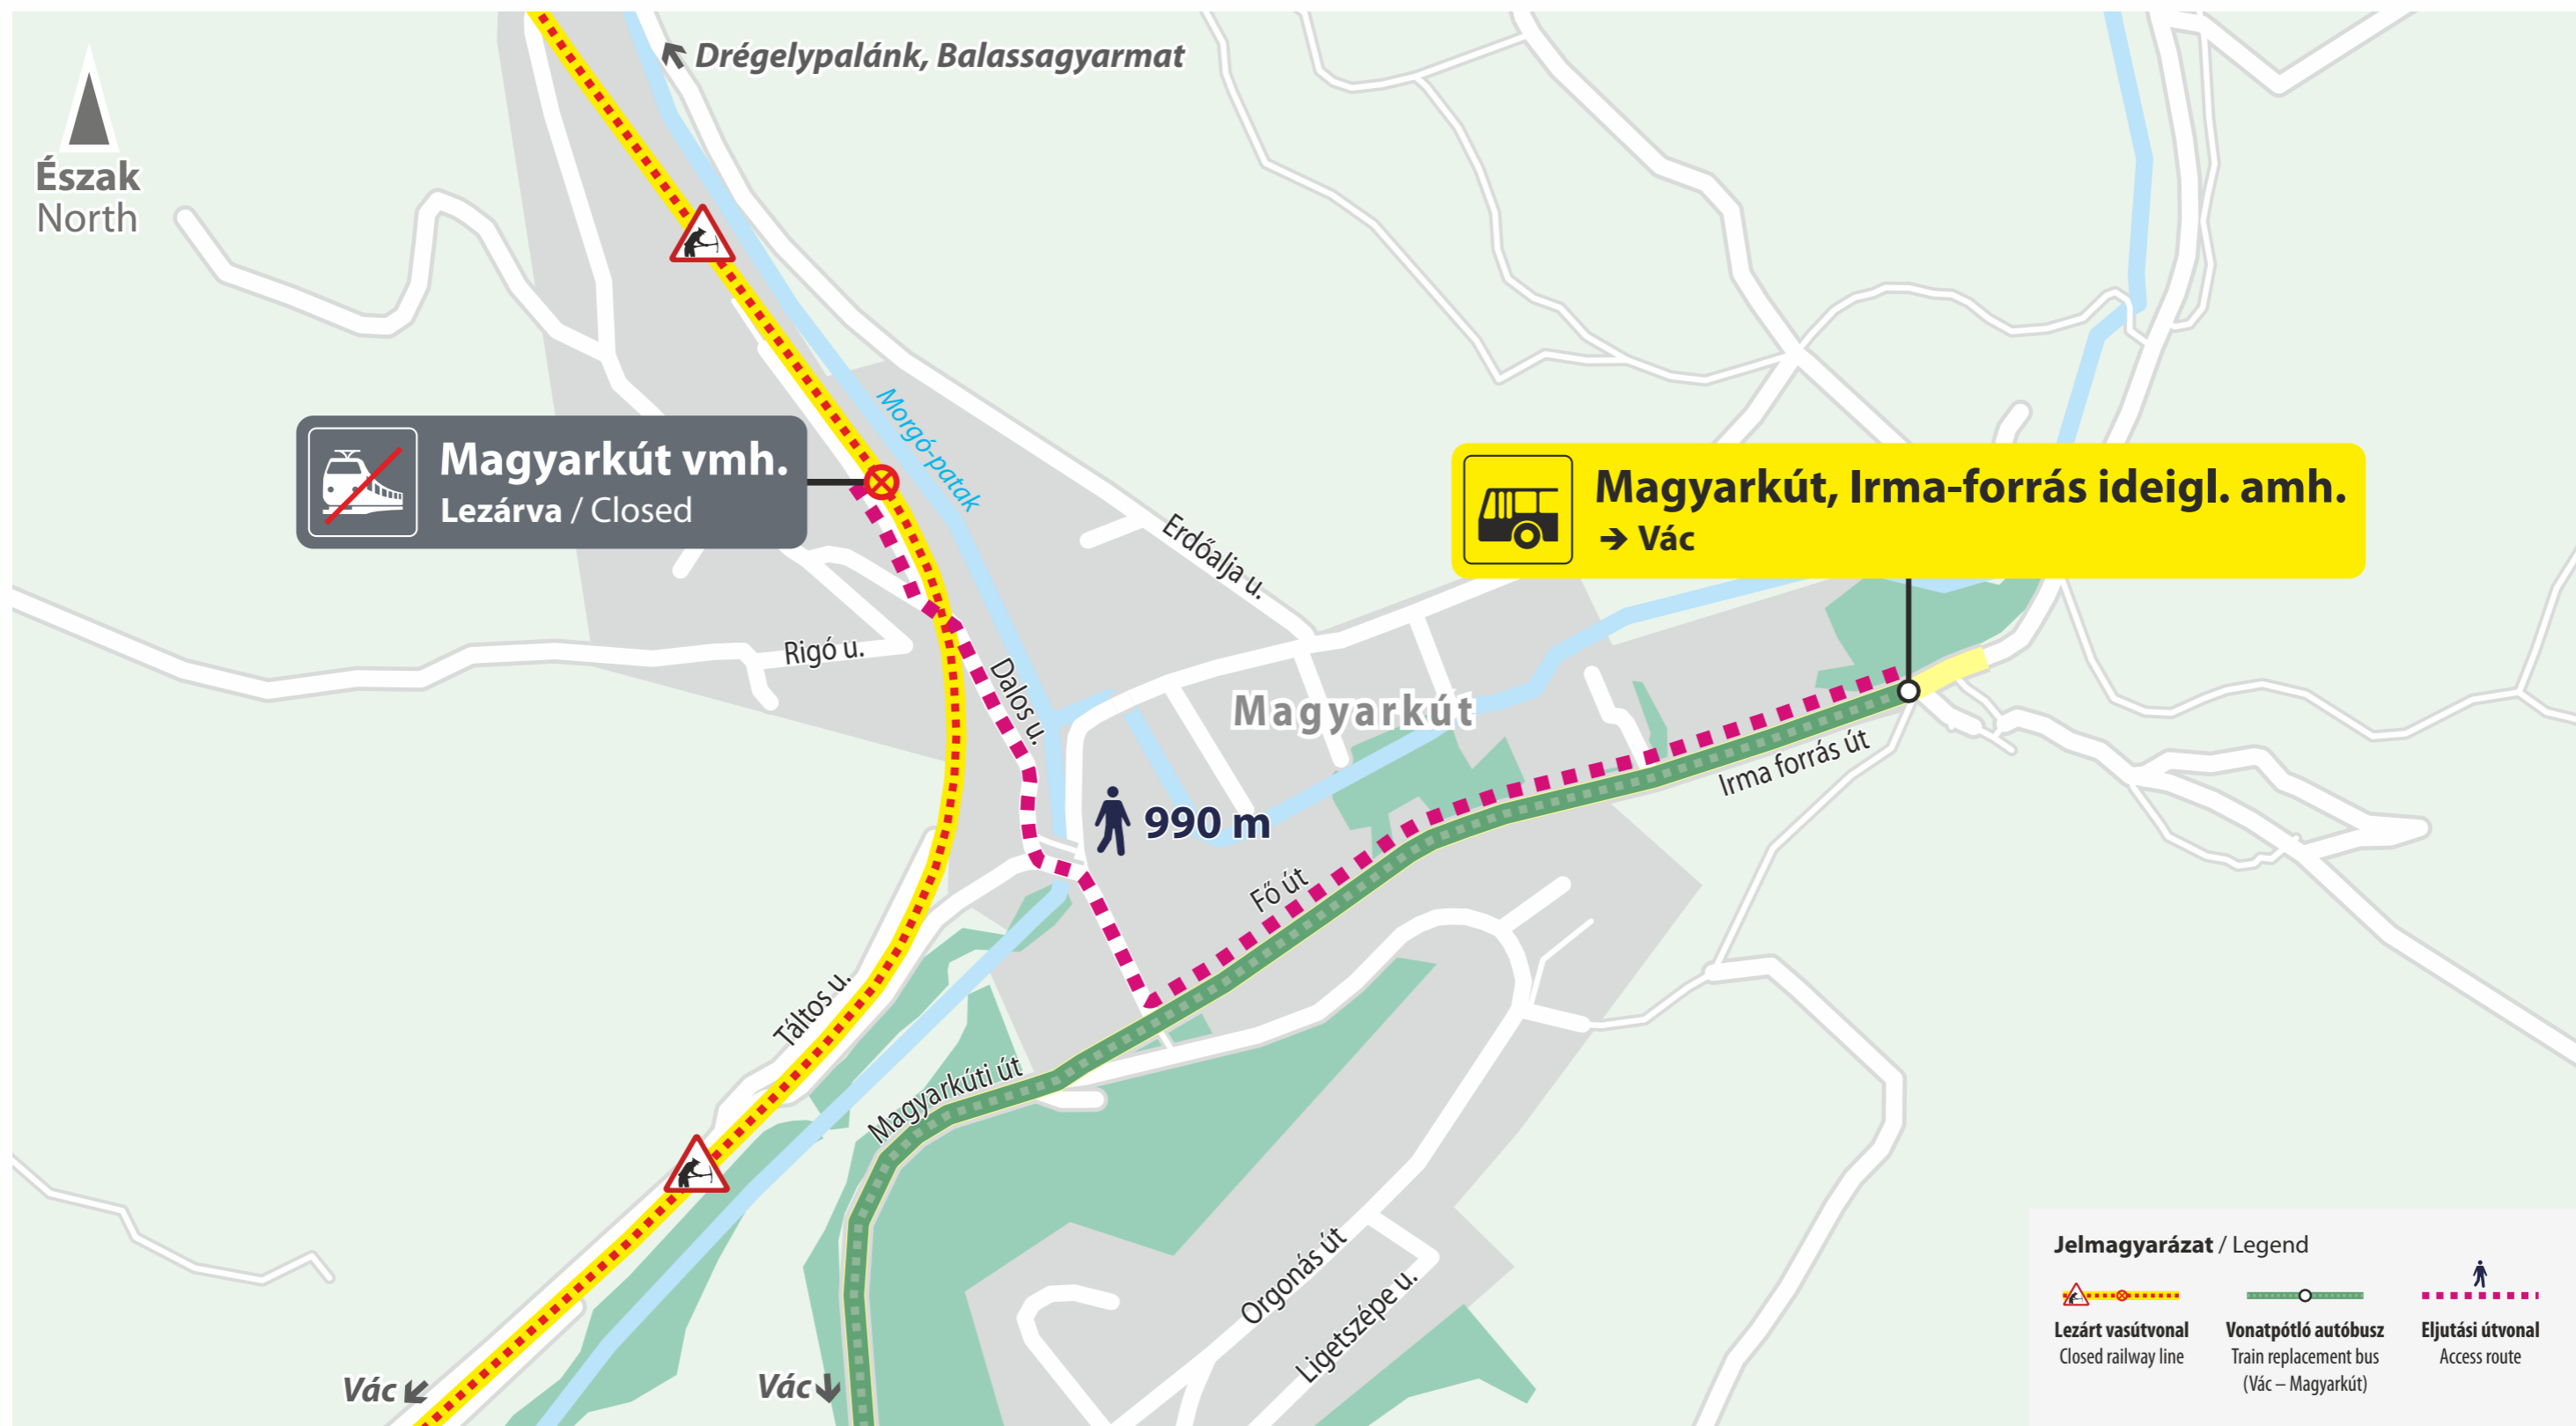 Drégelypalánk, Balassagyarmat
Észak
North
Magyarkút vmh.
Lezárva / Closed
Morgó-patak
Magyarkút, Irma-forrás ideigl. amh.
→ Vác
Erdőalja u.
Rigó u.
Dalos u.
Magyarkút
Irma forrás út
990 m
Fő út
Táltos u.
Magyarkúti út
Orgonás út
Ligetszépe u.
Vác
Vác
Jelmagyarázat / Legend
Lezárt vasútvonal
Closed railway line
Vonatpótló autóbusz
Train replacement bus
(Vác – Magyarkút)
Eljutási útvonal
Access route